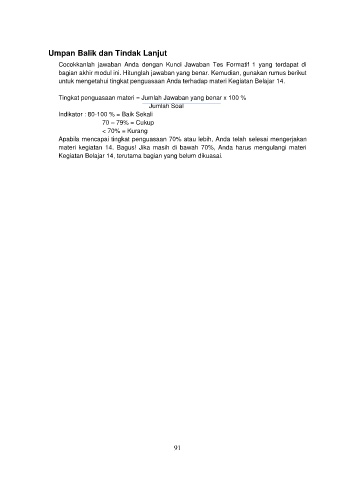 Umpan Balik dan Tindak Lanjut
Cocokkanlah jawaban Anda dengan Kunci Jawaban Tes Formatif 1 yang terdapat di
bagian akhir modul ini. Hitunglah jawaban yang benar. Kemudian, gunakan rumus berikut
untuk mengetahui tingkat penguasaan Anda terhadap materi Kegiatan Belajar 14.
Tingkat penguasaan materi = Jumlah Jawaban yang benar x 100 %
Jumlah Soal
Indikator : 80-100 % = Baik Sekali
70 – 79% = Cukup
< 70% = Kurang
Apabila mencapai tingkat penguasaan 70% atau lebih, Anda telah selesai mengerjakan
materi kegiatan 14. Bagus! Jika masih di bawah 70%, Anda harus mengulangi materi
Kegiatan Belajar 14, terutama bagian yang belum dikuasai.
91